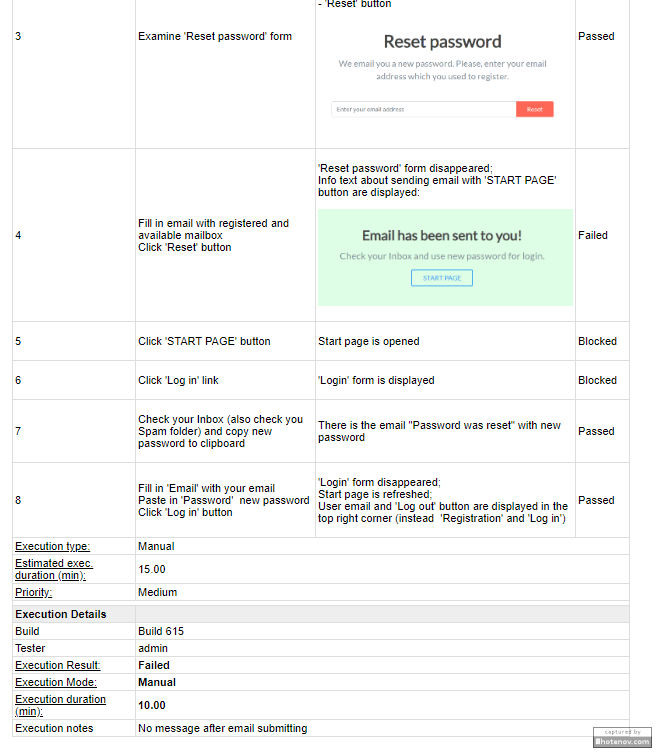 - 'Reset' button
3
Examine 'Reset password' form
Reset password
We email you a new password. Please, enter your email
address which you used to register.
Enter your email address
Reset
Passed
4
Fill in email with registered and
available mailbox
Click 'Reset' button
'Reset password' form disappeared;
Info text about sending email with 'START PAGE'
button are displayed:
Email has been sent to you!
Check your Inbox and use new password for login.
START PAGE
Failed
5
Click 'START PAGE' button
Start page is opened
Blocked
6
Click 'Log in' link
'Login' form is displayed
Blocked
7
Check your Inbox (also check you
Spam folder) and copy new
password to clipboard
There is the email "Password was reset" with new
password
Passed
8
Fill in 'Email' with your email
Paste in 'Password'  new password
Click 'Log in' button
'Login' form disappeared;
Start page is refreshed;
User email and 'Log out' button are displayed in the
top right corner (instead  'Registration' and 'Log in')
Passed
Execution type:
Manual
Estimated exec.
duration (min):
15.00
Priority:
Medium
Execution Details
Build
Build 615
Tester
admin
Execution Result:
Failed
Execution Mode:
Manual
Execution duration
(min):
10.00
Execution notes
No message after email submitting
captured by
hotanov.com